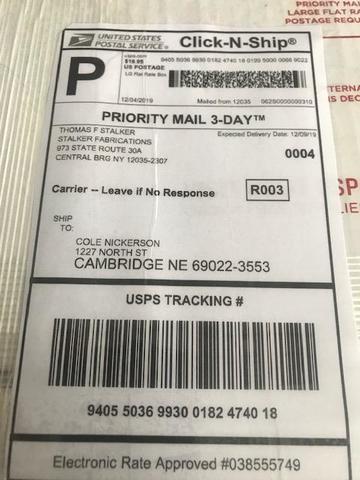 PRIORITY MAIL
LARGE FLAT RA
POSTAGE REQU
UNITED STATES
POSTAL SERVICE®
Click-N-Ship®
P
usps.com
$18.95
US POSTAGE
LG Flat Rate Box
9405 5036 9930 0182 4740 18 0189 5000 0066 9022
12/04/2019
Mailed from 12035
062S0000000310
PRIORITY MAIL 3-DAY™
THOMAS F STALKER
STALKER FABRICATIONS
973 STATE ROUTE 30A
CENTRAL BRG NY 12035-2307
Expected Delivery Date: 12/09/19
0004
Carrier -- Leave if No Response
R003
SHIP
TO:
COLE NICKERSON
1227 NORTH ST
CAMBRIDGE NE 69022-3553
USPS TRACKING #
9405 5036 9930 0182 4740 18
Electronic Rate Approved #038555749